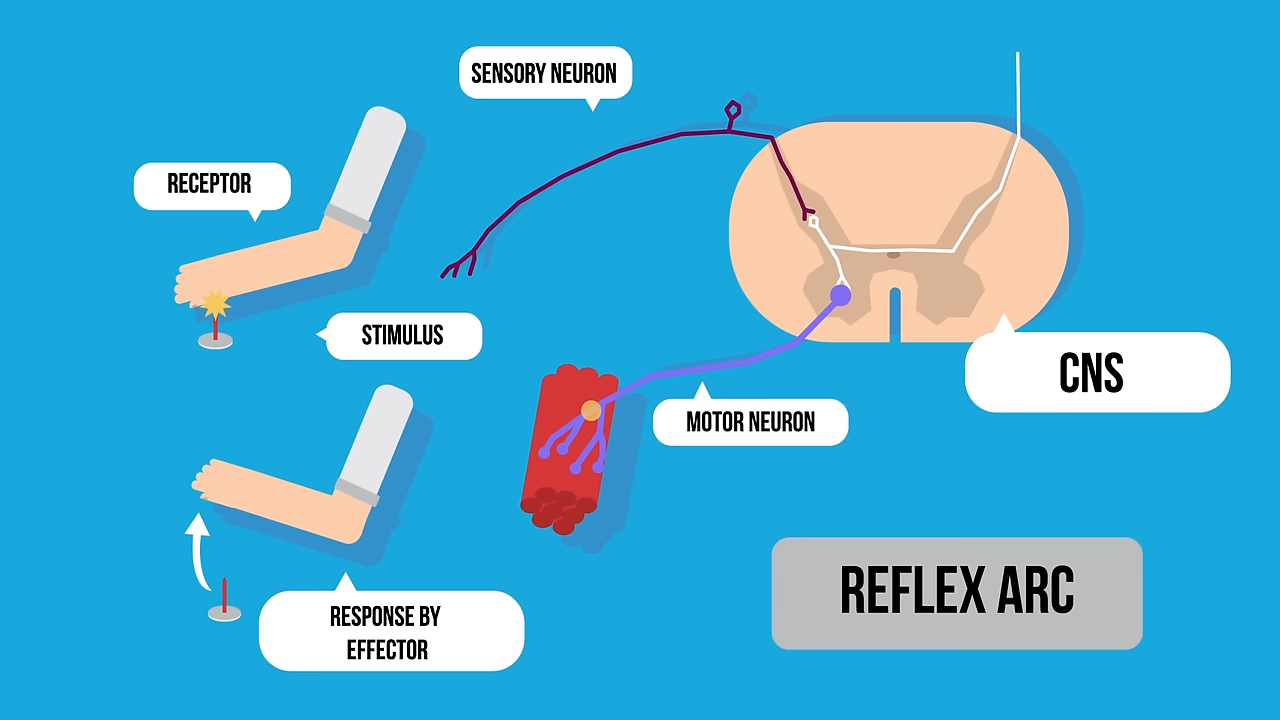 SENSORY NEURON
RECEPTOR
STIMULUS
CNS
MOTOR NEURON
REFLEX ARC
RESPONSE BY
EFFECTOR